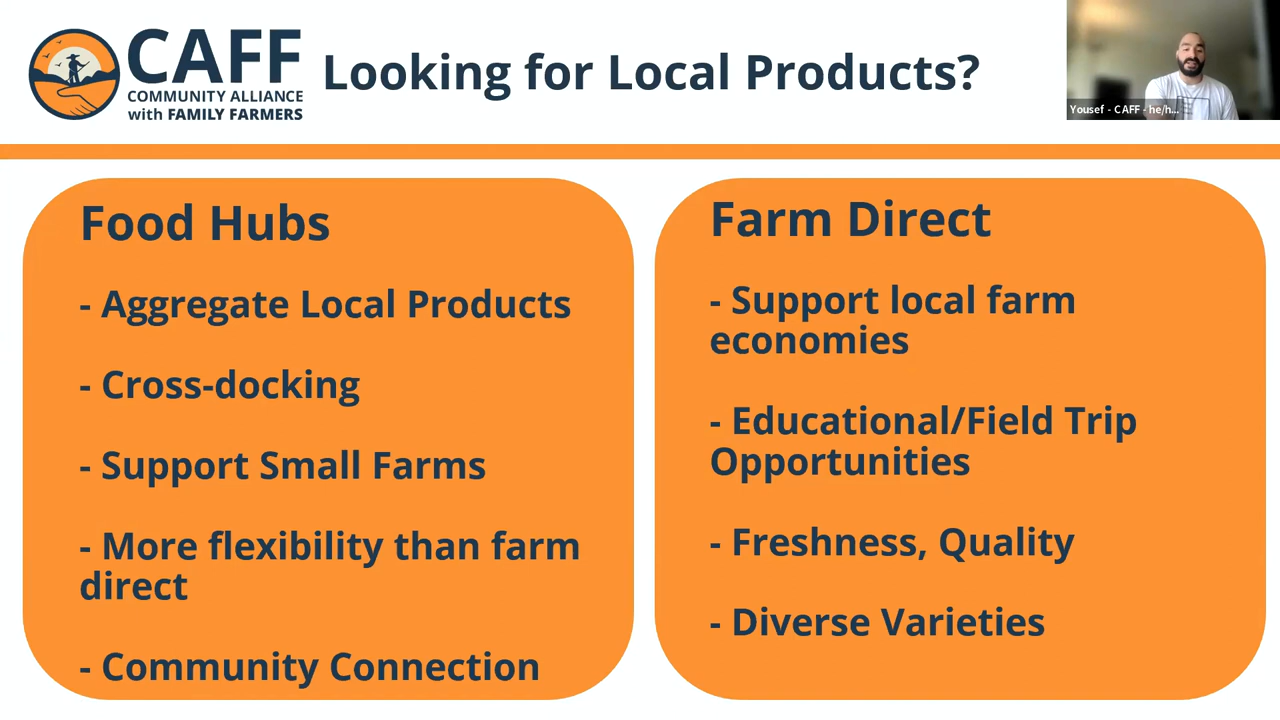 CAFF
COMMUNITY ALLIANCE
with FAMILY FARMERS
Looking for Local Products?
Yousef - CAFF - he/h...
Food Hubs
- Aggregate Local Products
- Cross-docking
- Support Small Farms
- More flexibility than farm
direct
- Community Connection
Farm Direct
- Support local farm
economies
- Educational/Field Trip
Opportunities
- Freshness, Quality
- Diverse Varieties